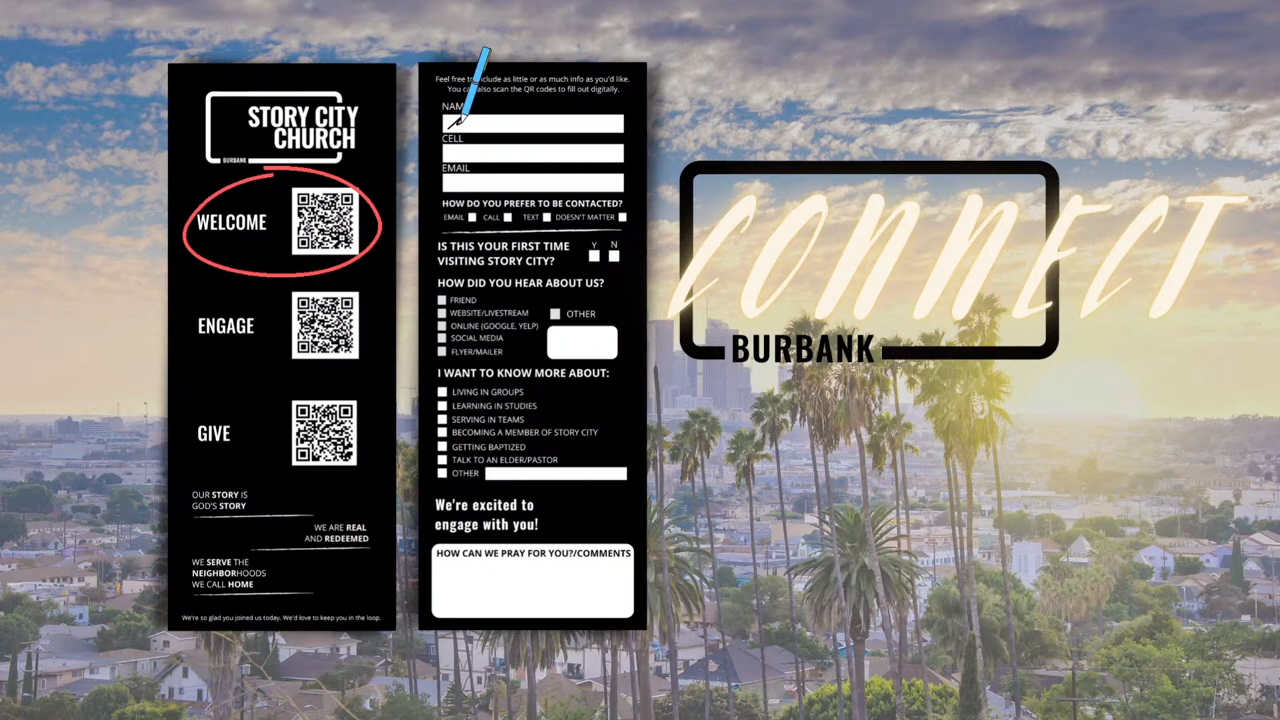 STORY CITY
CHURCH
BURBANK
WELCOME
ENGAGE
GIVE
OUR STORY IS
GOD'S STORY
WE ARE REAL
AND REDEEMED
WE SERVE THE
NEIGHBORHOODS
WE CALL HOME
We're so glad you joined us today. We'd love to keep you in the loop.
Feel free to include as little or as much info as you'd like.
You can also scan the QR codes to fill out digitally.
NAME
CELL
EMAIL
HOW DO YOU PREFER TO BE CONTACTED?
EMAIL CALL TEXT DOESN'T MATTER
Y N
IS THIS YOUR FIRST TIME
VISITING STORY CITY?
HOW DID YOU HEAR ABOUT US?
FRIEND
WEBSITE/LIVESTREAM
OTHER
ONLINE (GOOGLE, YELP)
SOCIAL MEDIA
FLYER/MAILER
I WANT TO KNOW MORE ABOUT:
LIVING IN GROUPS
LEARNING IN STUDIES
SERVING IN TEAMS
BECOMING A MEMBER OF STORY CITY
GETTING BAPTIZED
TALK TO AN ELDER/PASTOR
OTHER
We're excited to
engage with you!
HOW CAN WE PRAY FOR YOU?/COMMENTS
CONNECT
BURBANK